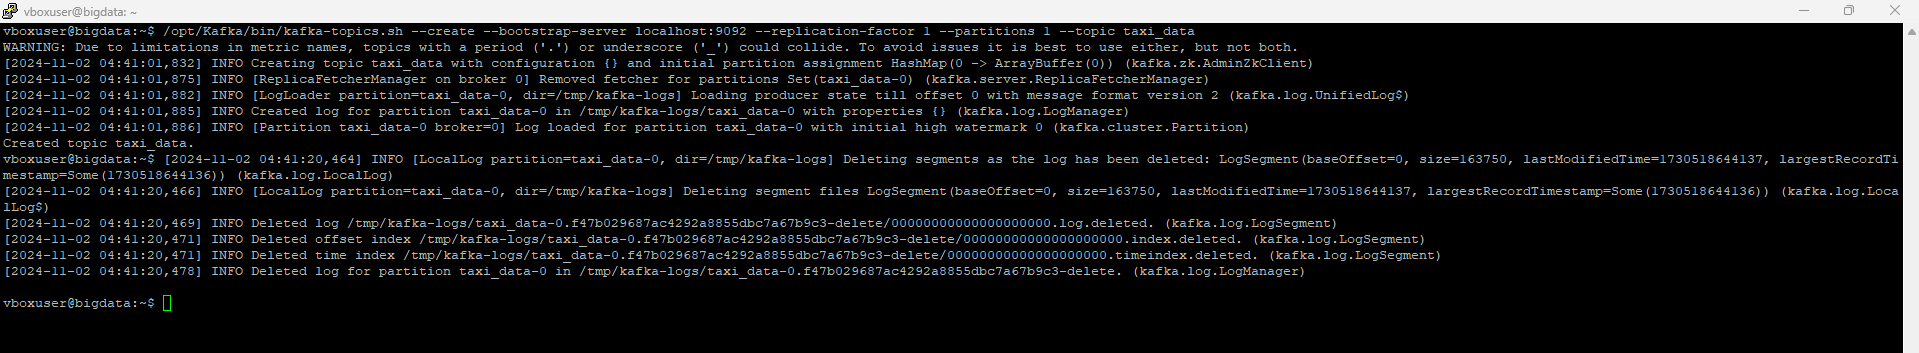 vboxuser@bigdata: ~
vboxuser@bigdata:~$ /opt/Kafka/bin/kafka-topics.sh --create --bootstrap-server localhost:9092 --replication-factor 1 --partitions 1 --topic taxi_data
WARNING: Due to limitations in metric names, topics with a period ('.') or underscore ('_') could collide. To avoid issues it is best to use either, but not both.
[2024-11-02 04:41:01,832] INFO Creating topic taxi_data with configuration {} and initial partition assignment HashMap(0 -> ArrayBuffer(0)) (kafka.zk.AdminZkClient)
[2024-11-02 04:41:01,875] INFO [ReplicaFetcherManager on broker 0] Removed fetcher for partitions Set(taxi_data-0) (kafka.server.ReplicaFetcherManager)
[2024-11-02 04:41:01,882] INFO [LogLoader partition=taxi_data-0, dir=/tmp/kafka-logs] Loading producer state till offset 0 with message format version 2 (kafka.log.UnifiedLog$)
[2024-11-02 04:41:01,885] INFO Created log for partition taxi_data-0 in /tmp/kafka-logs/taxi_data-0 with properties {} (kafka.log.LogManager)
[2024-11-02 04:41:01,886] INFO [Partition taxi_data-0 broker=0] Log loaded for partition taxi_data-0 with initial high watermark 0 (kafka.cluster.Partition)
Created topic taxi_data.
vboxuser@bigdata:~$ [2024-11-02 04:41:20,464] INFO [LocalLog partition=taxi_data-0, dir=/tmp/kafka-logs] Deleting segments as the log has been deleted: LogSegment(baseOffset=0, size=163750, lastModifiedTime=1730518644137, largestRecordTi
mestamp=Some(1730518644136)) (kafka.log.LocalLog)
[2024-11-02 04:41:20,466] INFO [LocalLog partition=taxi_data-0, dir=/tmp/kafka-logs] Deleting segment files LogSegment(baseOffset=0, size=163750, lastModifiedTime=1730518644137, largestRecordTimestamp=Some(1730518644136)) (kafka.log.Loca
lLog$)
[2024-11-02 04:41:20,469] INFO Deleted log /tmp/kafka-logs/taxi_data-0.f47b029687ac4292a8855dbc7a67b9c3-delete/00000000000000000000.log.deleted. (kafka.log.LogSegment)
[2024-11-02 04:41:20,471] INFO Deleted offset index /tmp/kafka-logs/taxi_data-0.f47b029687ac4292a8855dbc7a67b9c3-delete/00000000000000000000.index.deleted. (kafka.log.LogSegment)
[2024-11-02 04:41:20,471] INFO Deleted time index /tmp/kafka-logs/taxi_data-0.f47b029687ac4292a8855dbc7a67b9c3-delete/00000000000000000000.timeindex.deleted. (kafka.log.LogSegment)
[2024-11-02 04:41:20,478] INFO Deleted log for partition taxi_data-0 in /tmp/kafka-logs/taxi_data-0.f47b029687ac4292a8855dbc7a67b9c3-delete. (kafka.log.LogManager)
vboxuser@bigdata:~$